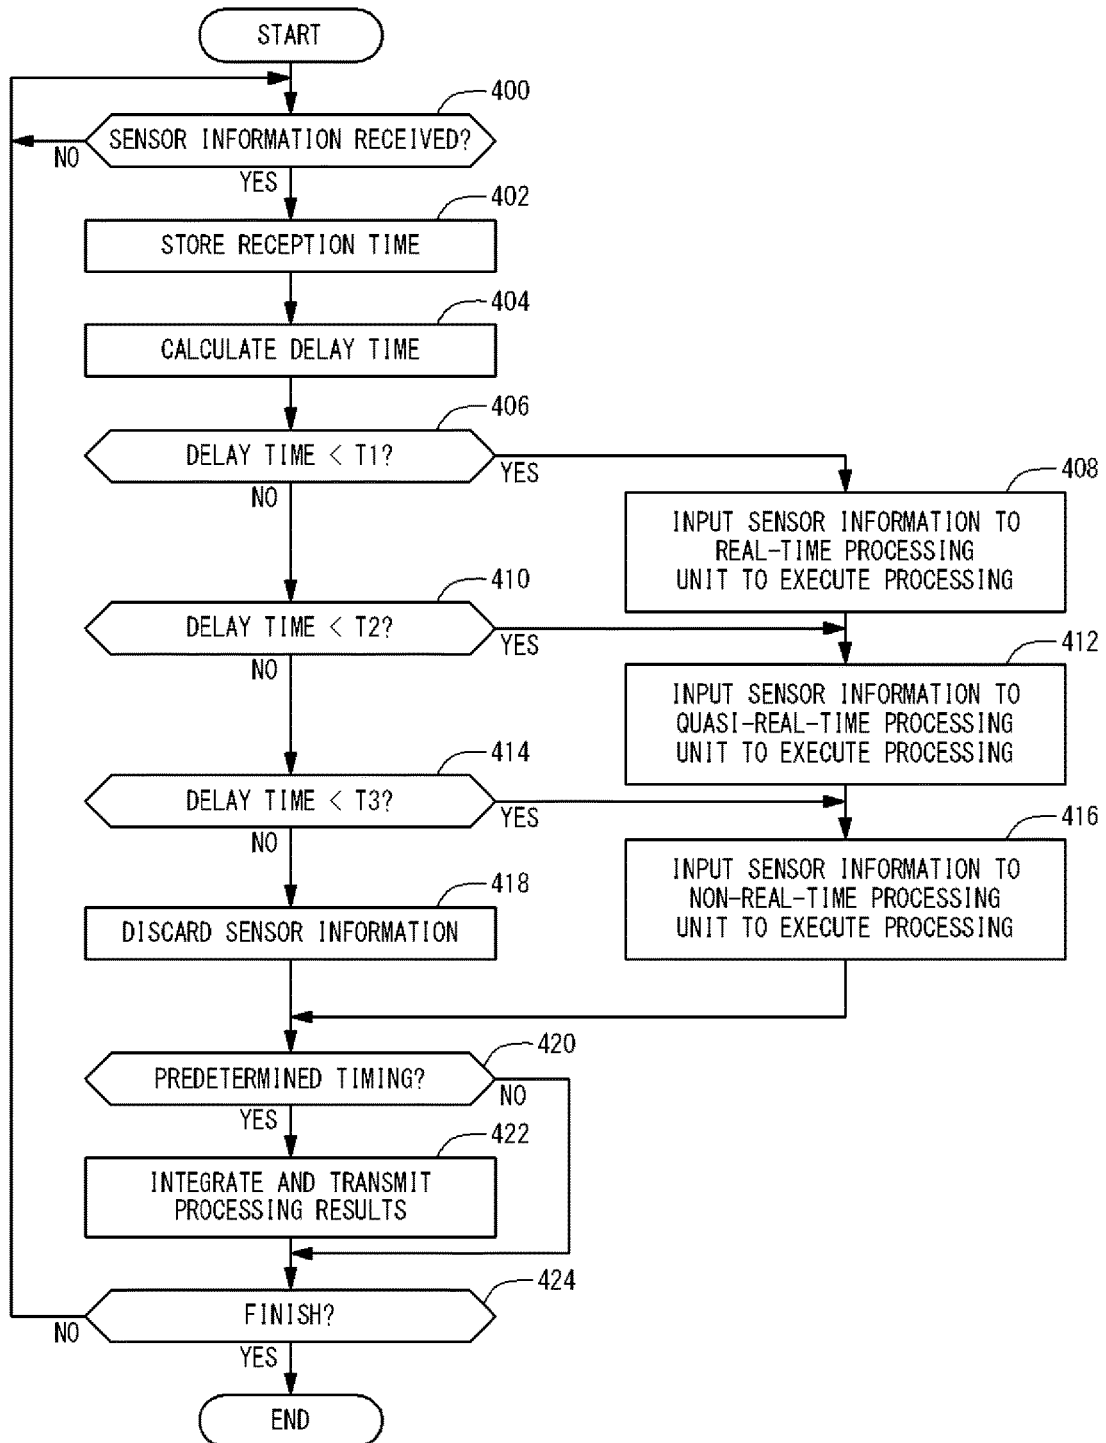 START
400
SENSOR INFORMATION RECEIVED?
NO
YES
402
STORE RECEPTION TIME
404
CALCULATE DELAY TIME
406
DELAY TIME < T1?
YES
NO
408
INPUT SENSOR INFORMATION TO
REAL-TIME PROCESSING
UNIT TO EXECUTE PROCESSING
410
DELAY TIME < T2?
YES
NO
412
INPUT SENSOR INFORMATION TO
QUASI-REAL-TIME PROCESSING
UNIT TO EXECUTE PROCESSING
414
DELAY TIME < T3?
YES
NO
416
INPUT SENSOR INFORMATION TO
NON-REAL-TIME PROCESSING
UNIT TO EXECUTE PROCESSING
418
DISCARD SENSOR INFORMATION
420
PREDETERMINED TIMING?
NO
YES
422
INTEGRATE AND TRANSMIT
PROCESSING RESULTS
424
FINISH?
NO
YES
END